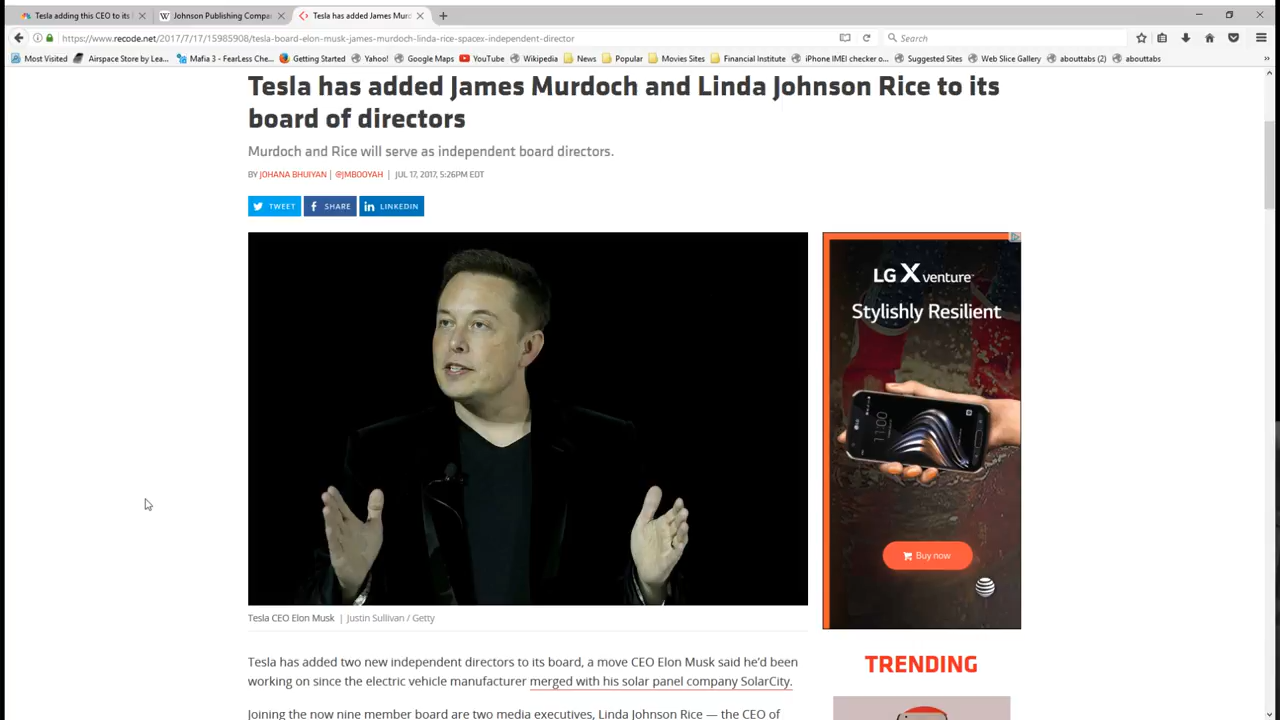 Tesla adding this CEO to its
Johnson Publishing Compa
Tesla has added James Murd
https://www.recode.net/2017/7/17/15985908/tesla-board-elon-musk-james-murdoch-linda-rice-spacex-independent-director
Search
Most Visited Airspace Store by Lea... Mafia 3 - FearLess Che... Getting Started Yahoo! Google Maps YouTube Wikipedia News Popular Movies Sites Financial Institute iPhone IMEI checker o... Suggested Sites Web Slice Gallery abouttabs (2) abouttabs
Tesla has added James Murdoch and Linda Johnson Rice to its
board of directors
Murdoch and Rice will serve as independent board directors.
BY JOHANA BHUIYAN | @JMBOOYAH | JUL 17, 2017, 5:26PM EDT
TWEET SHARE LINKEDIN
LG X venture
Stylishly Resilient
11:00
Buy now
Tesla CEO Elon Musk | Justin Sullivan / Getty
Tesla has added two new independent directors to its board, a move CEO Elon Musk said he'd been
working on since the electric vehicle manufacturer merged with his solar panel company SolarCity.
TRENDING
Joining the now nine member board are two media executives, Linda Johnson Rice — the CEO of